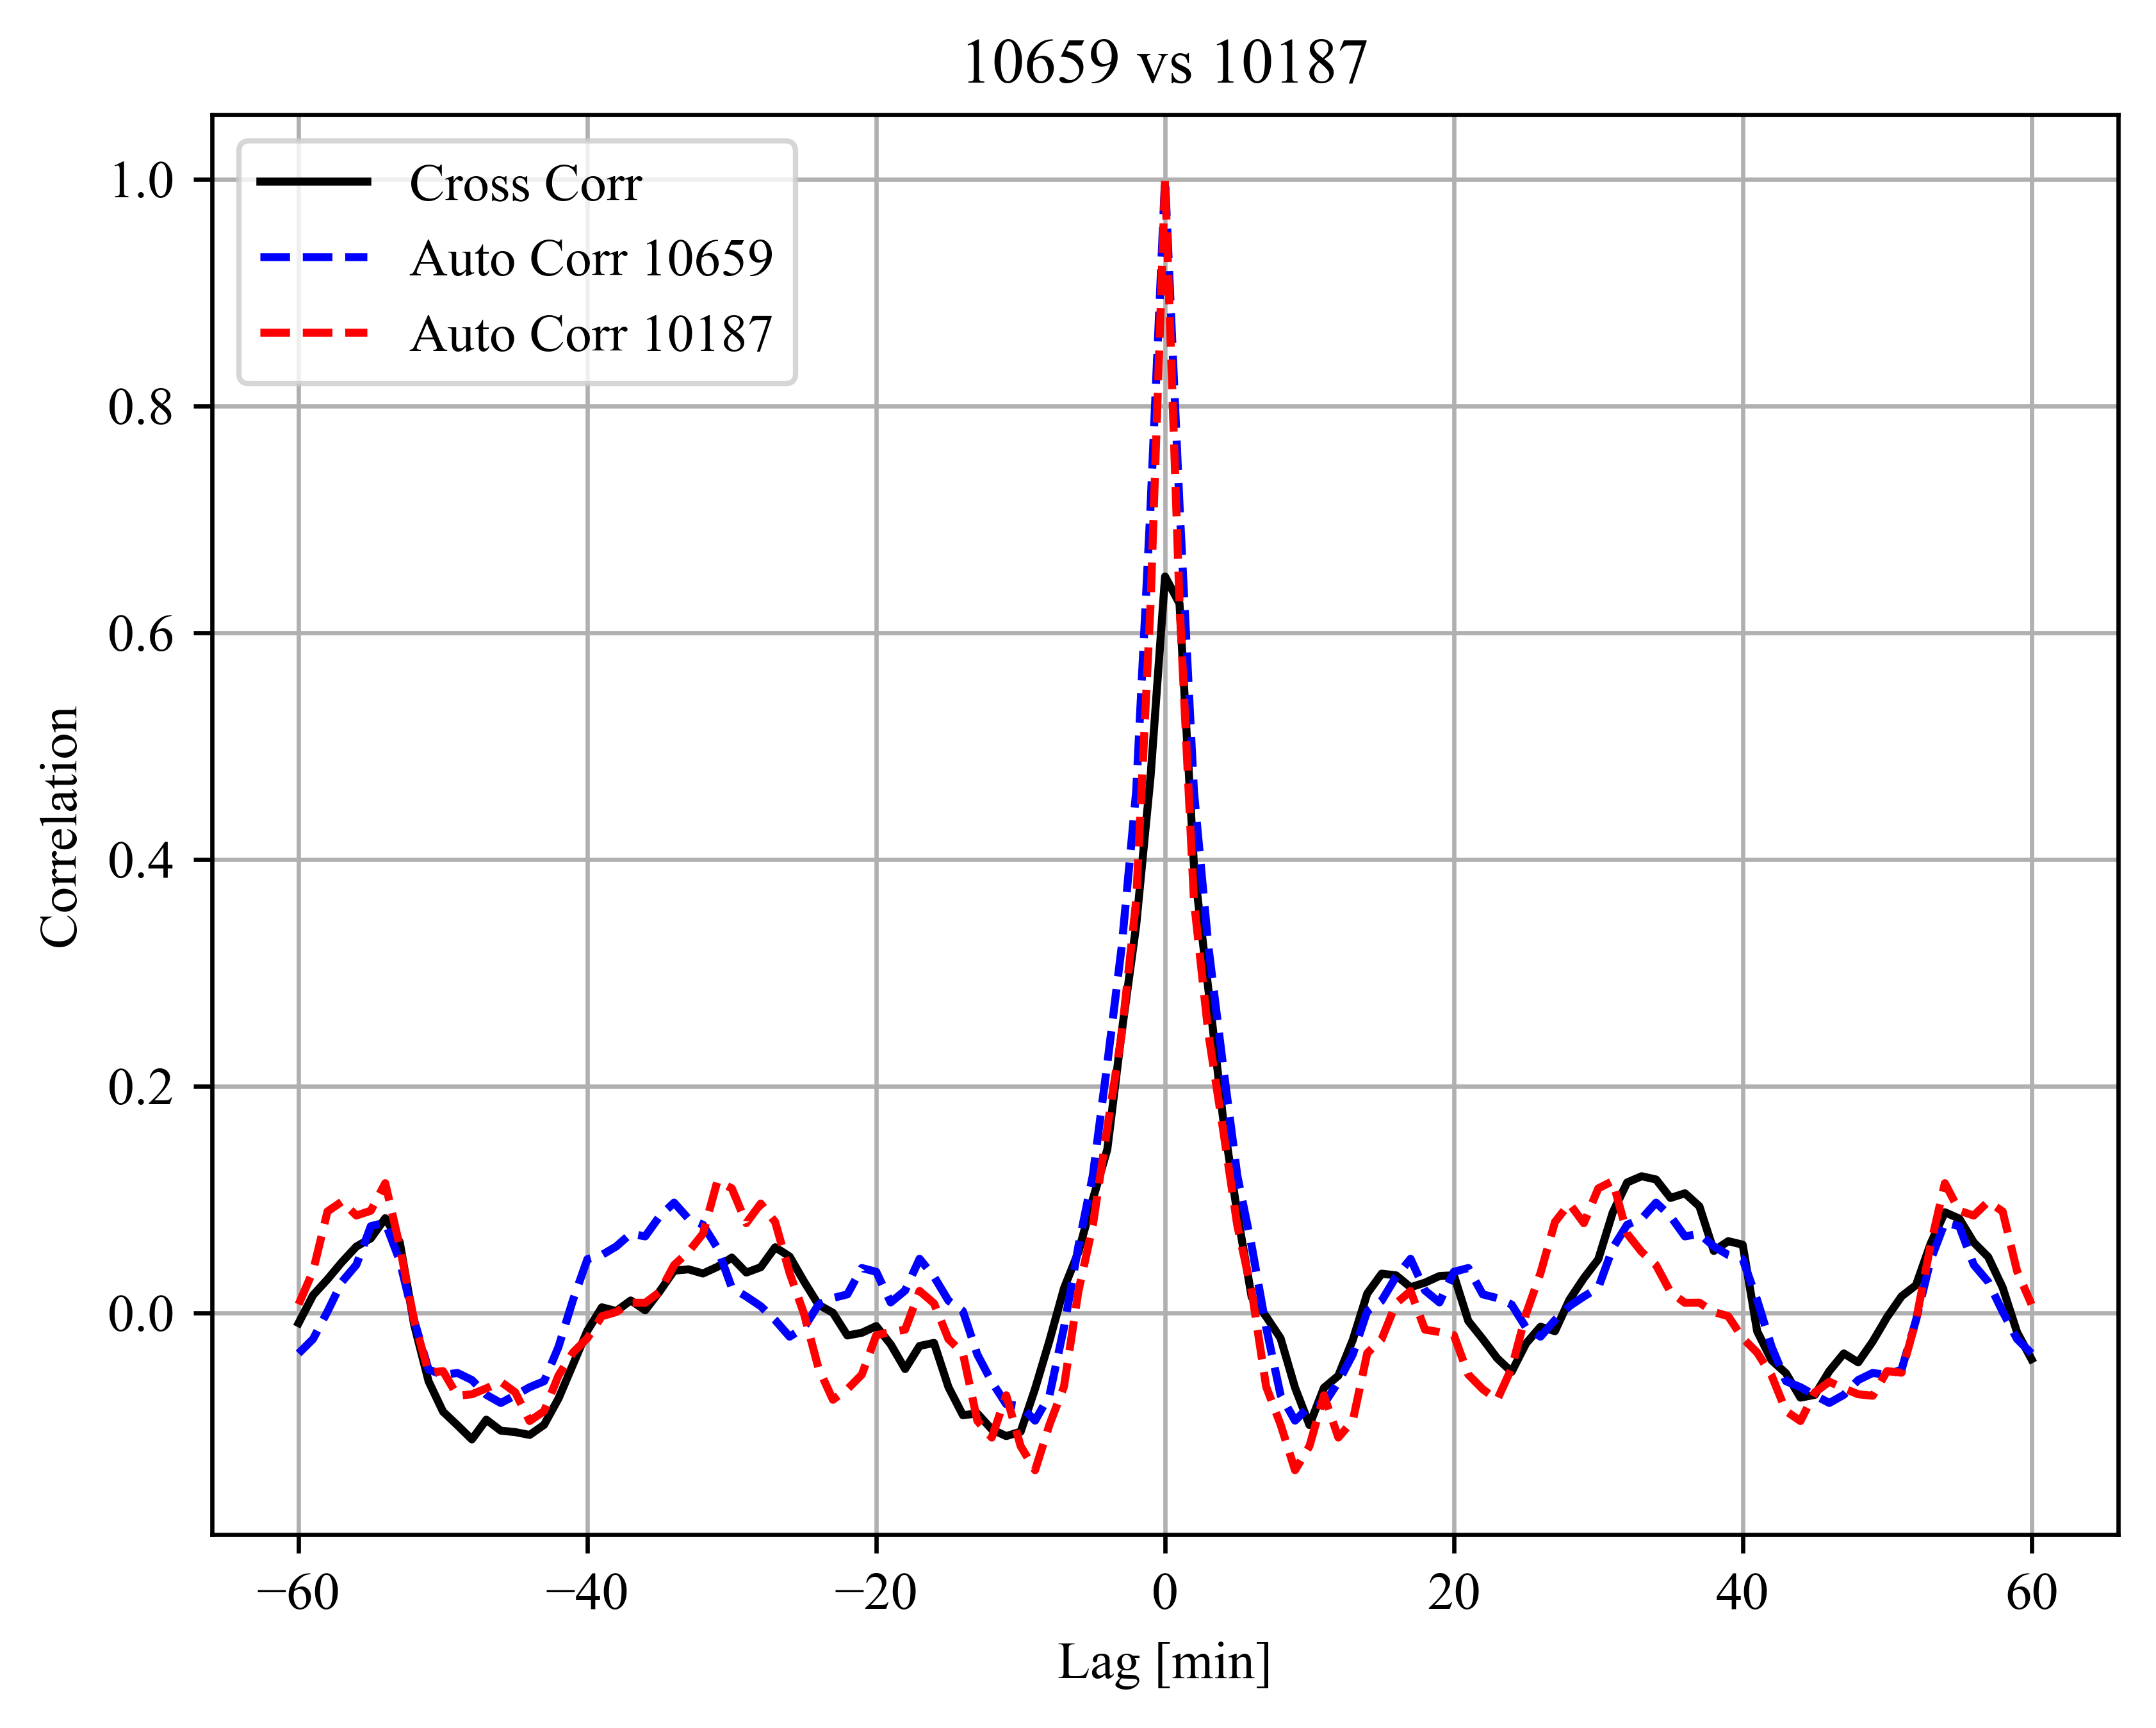 10659 vs 10187
Cross Corr
Auto Corr 10659
Auto Corr 10187
1.0
0.8
0.6
0.4
0.2
0.0
Correlation
−60 −40 −20 0 20 40 60
Lag [min]